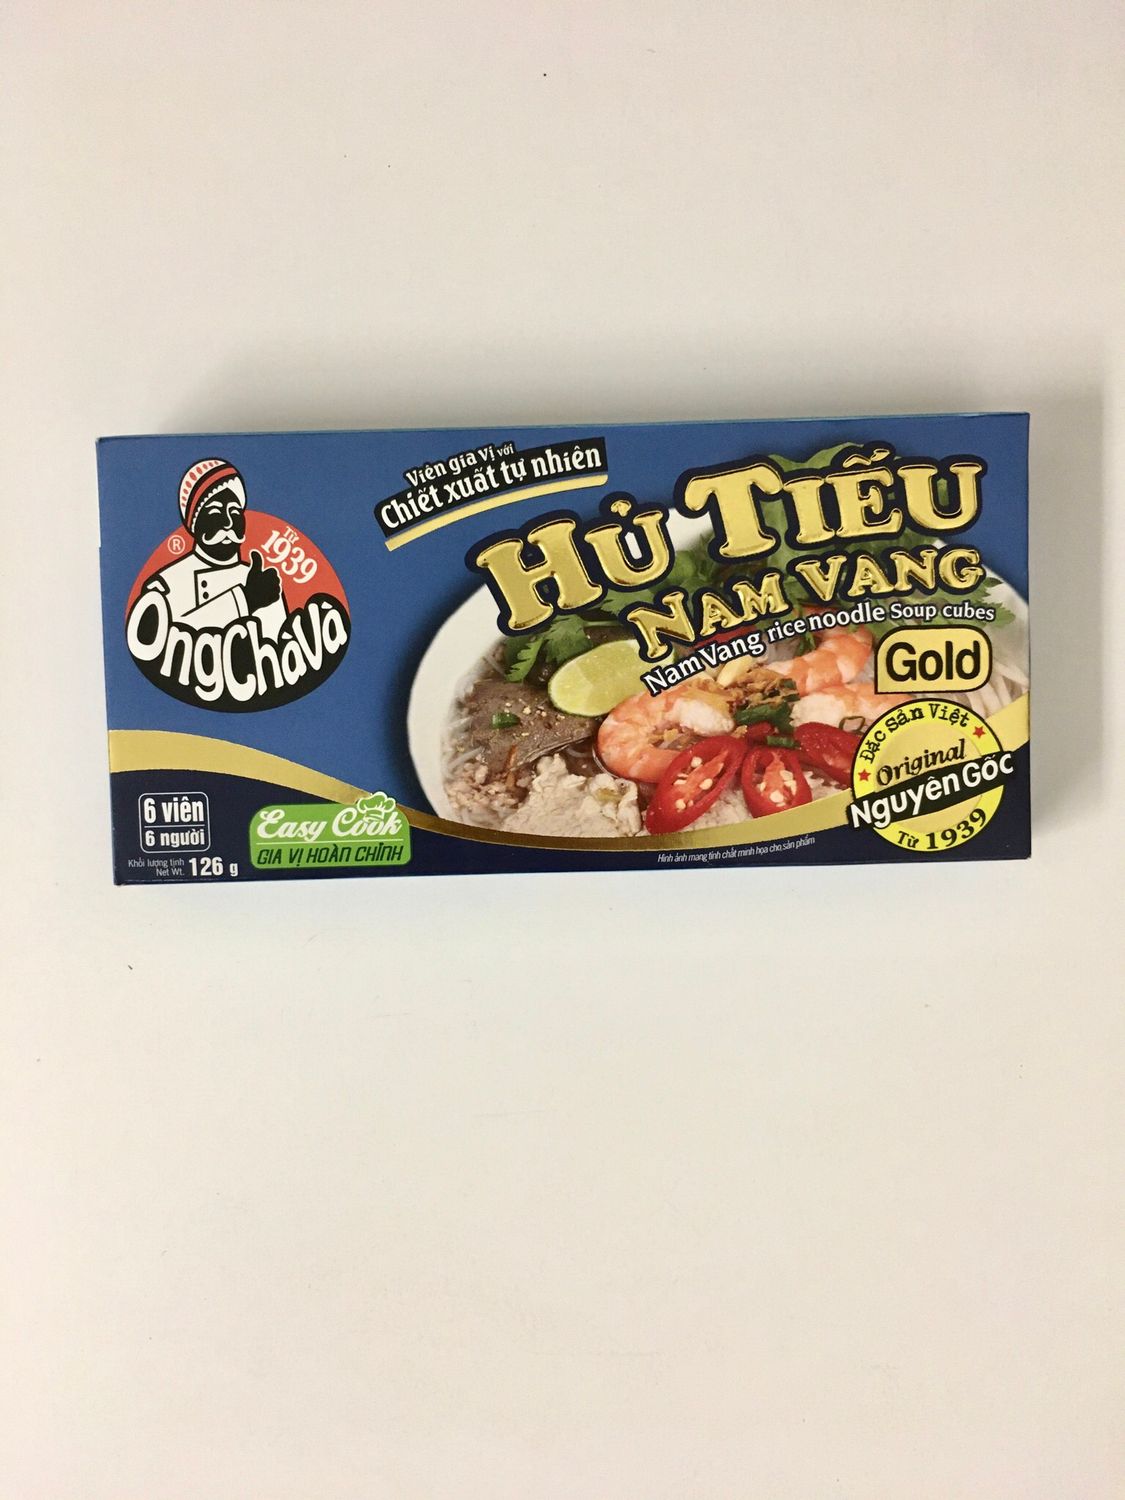 ®
Từ
1939
ÔngChàVà
Viên gia vị với
Chiết xuất tự nhiên
HỦ TIẾU
NAM VANG
Nam Vang rice noodle Soup cubes
Gold
Đặc Sản Việt
Original
Nguyên Gốc
Từ 1939
6 viên
6 người
Khối lượng tịnh
Net Wt. 126 g
Easy Cook
GIA VỊ HOÀN CHỈNH
Hình ảnh mang tính chất minh họa cho sản phẩm